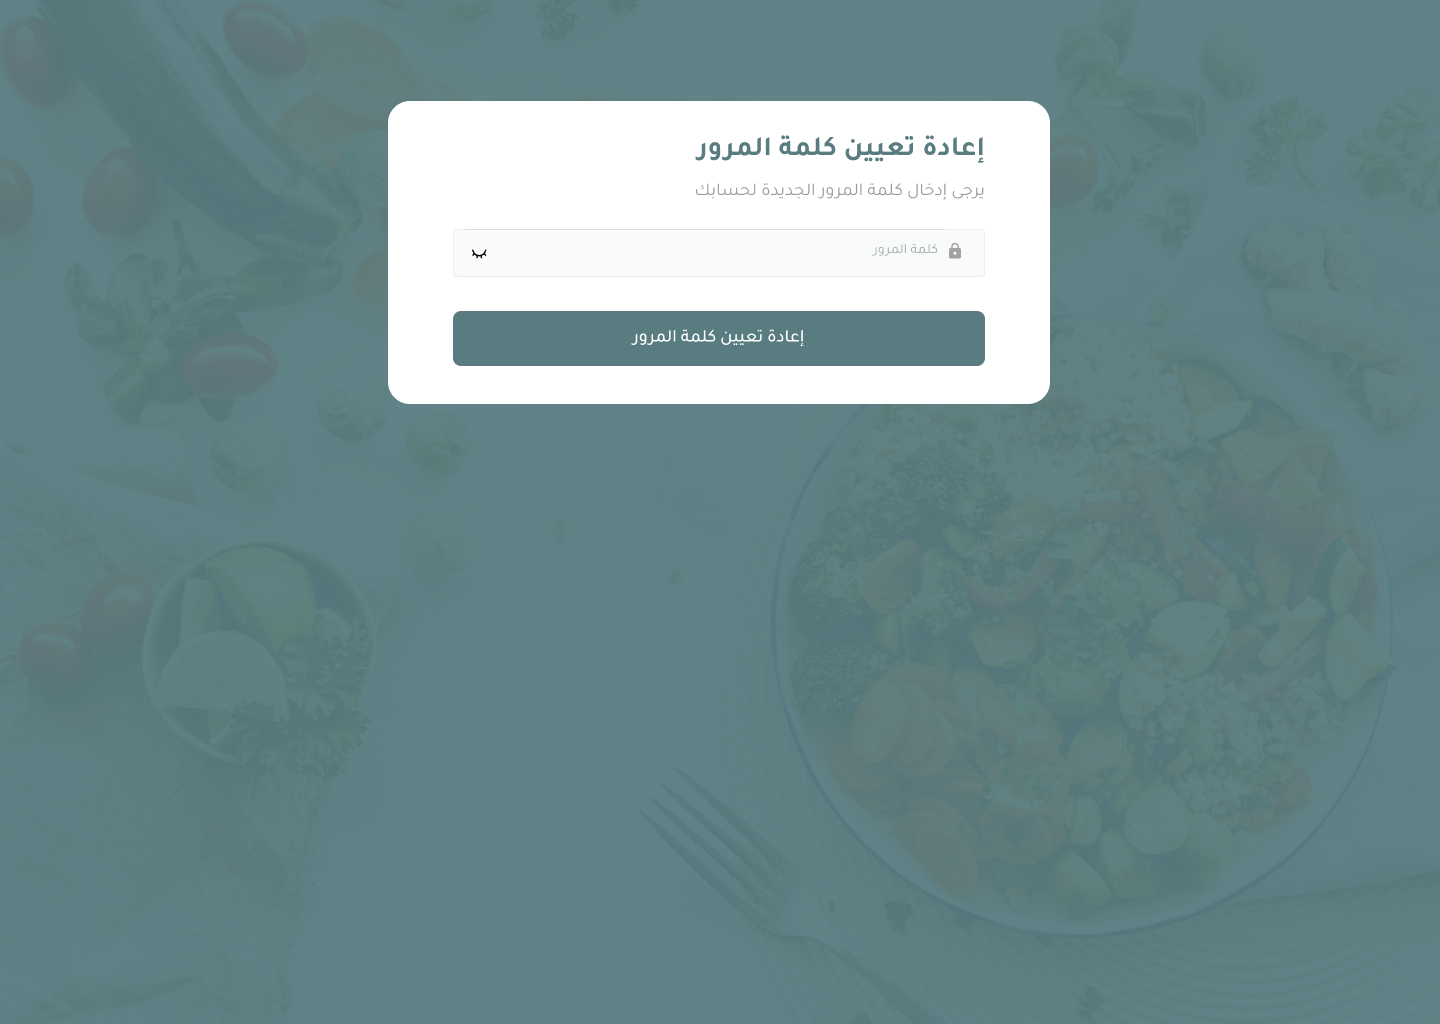 إعادة تعيين كلمة المرور
يرجى إدخال كلمة المرور الجديدة لحسابك
كلمة المرور
إعادة تعيين كلمة المرور